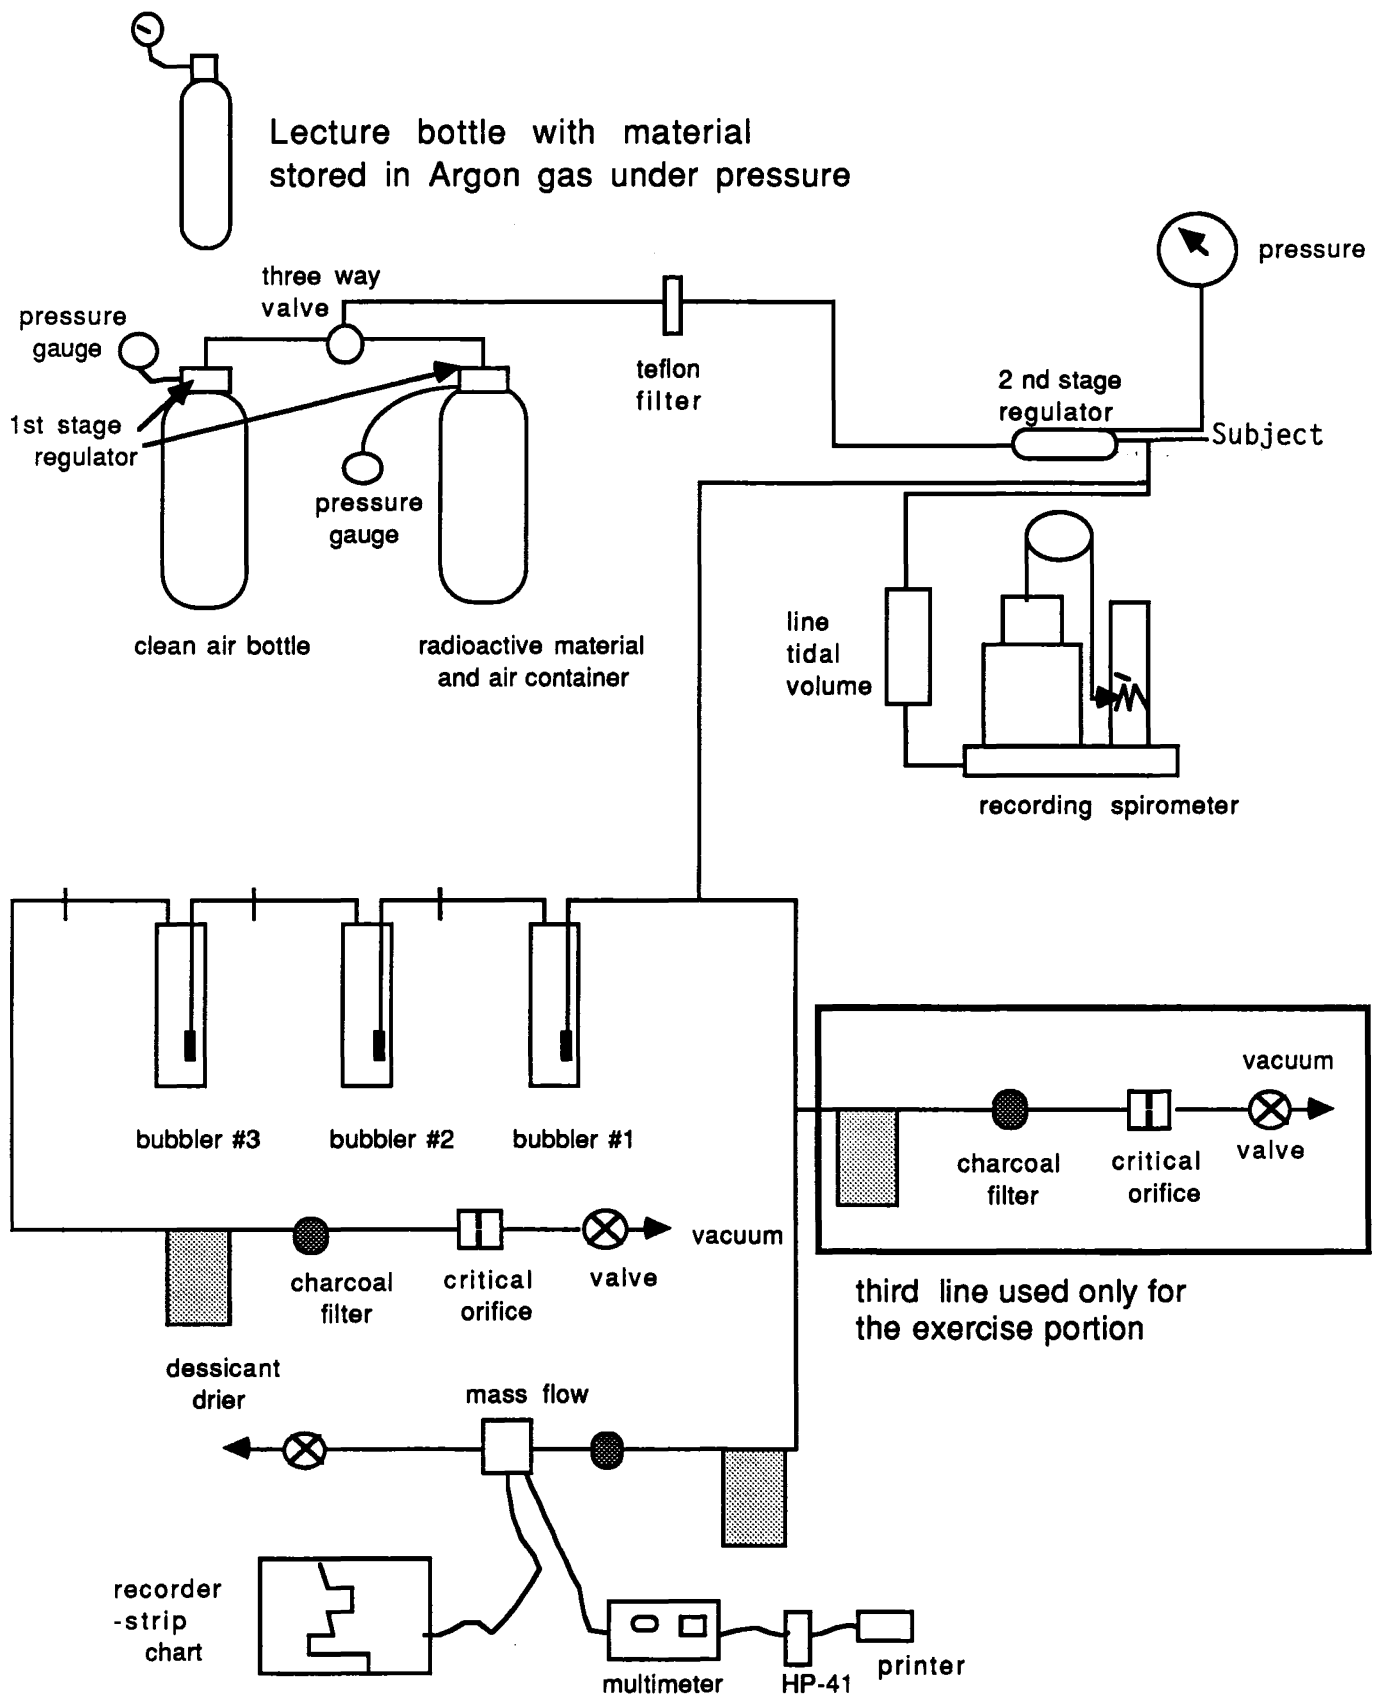 Lecture bottle with material
stored in Argon gas under pressure
pressure
three way
valve
pressure
gauge
teflon
filter
2 nd stage
regulator
1st stage
regulator
Subject
pressure
gauge
line
tidal
volume
clean air bottle
radioactive material
and air container
recording spirometer
vacuum
bubbler #3
bubbler #2
bubbler #1
charcoal
filter
critical
orifice
valve
vacuum
charcoal
filter
critical
orifice
valve
third line used only for
the exercise portion
dessicant
drier
mass flow
recorder
-strip
chart
multimeter
HP-41
printer